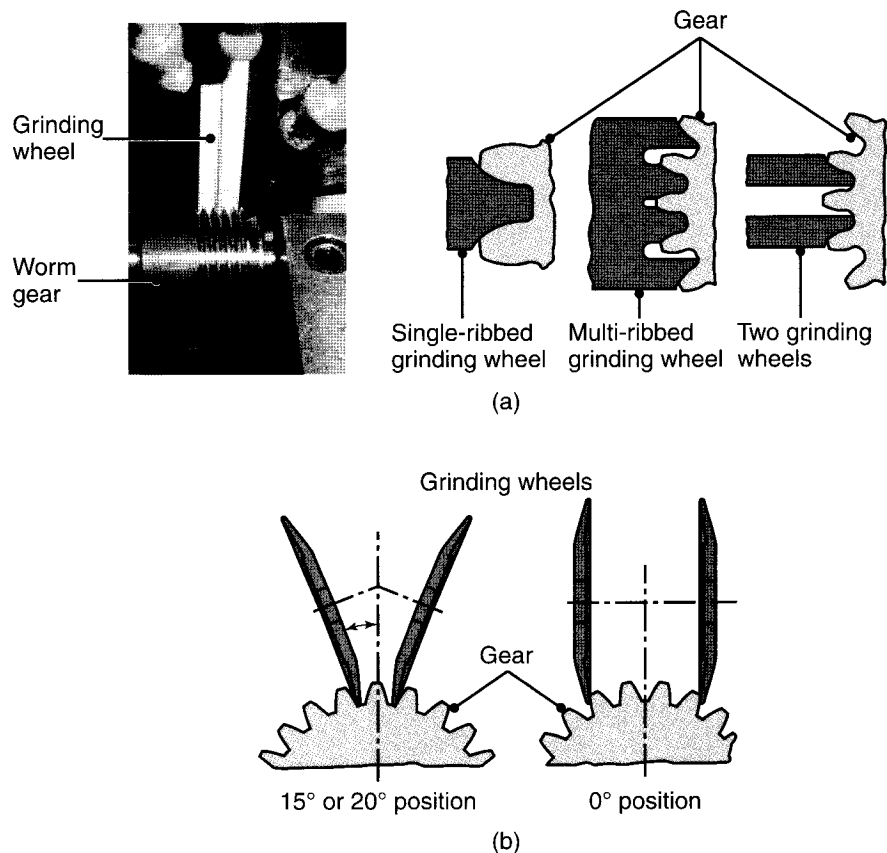 Gear
Grinding
wheel
Worm
gear
Single-ribbed
grinding wheel
Multi-ribbed
grinding wheel
Two grinding
wheels
(a)
Grinding wheels
Gear
15° or 20° position
0° position
(b)